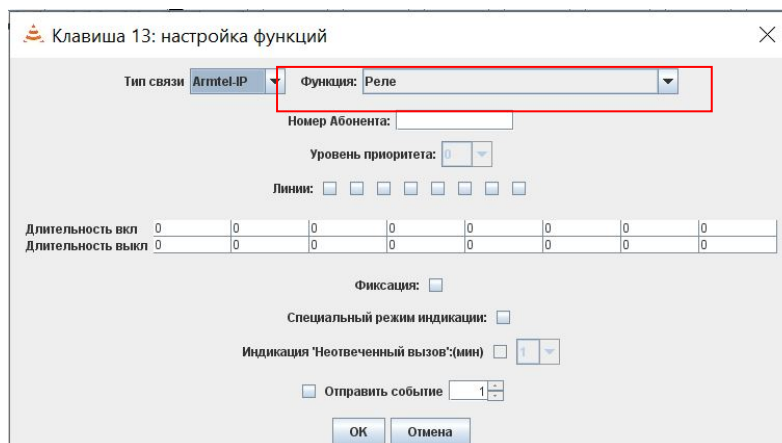 Клавиша 13: настройка функций
Тип связи Armtel-IP Функция: Реле
Номер Абонента:
Уровень приоритета: 0
Линии:
Длительность вкл 0 0 0 0 0 0 0 0
Длительность выкл 0 0 0 0 0 0 0 0
Фиксация:
Специальный режим индикации:
Индикация 'Неотвеченный вызов':(мин) 1
Отправить событие 1
ОК Отмена